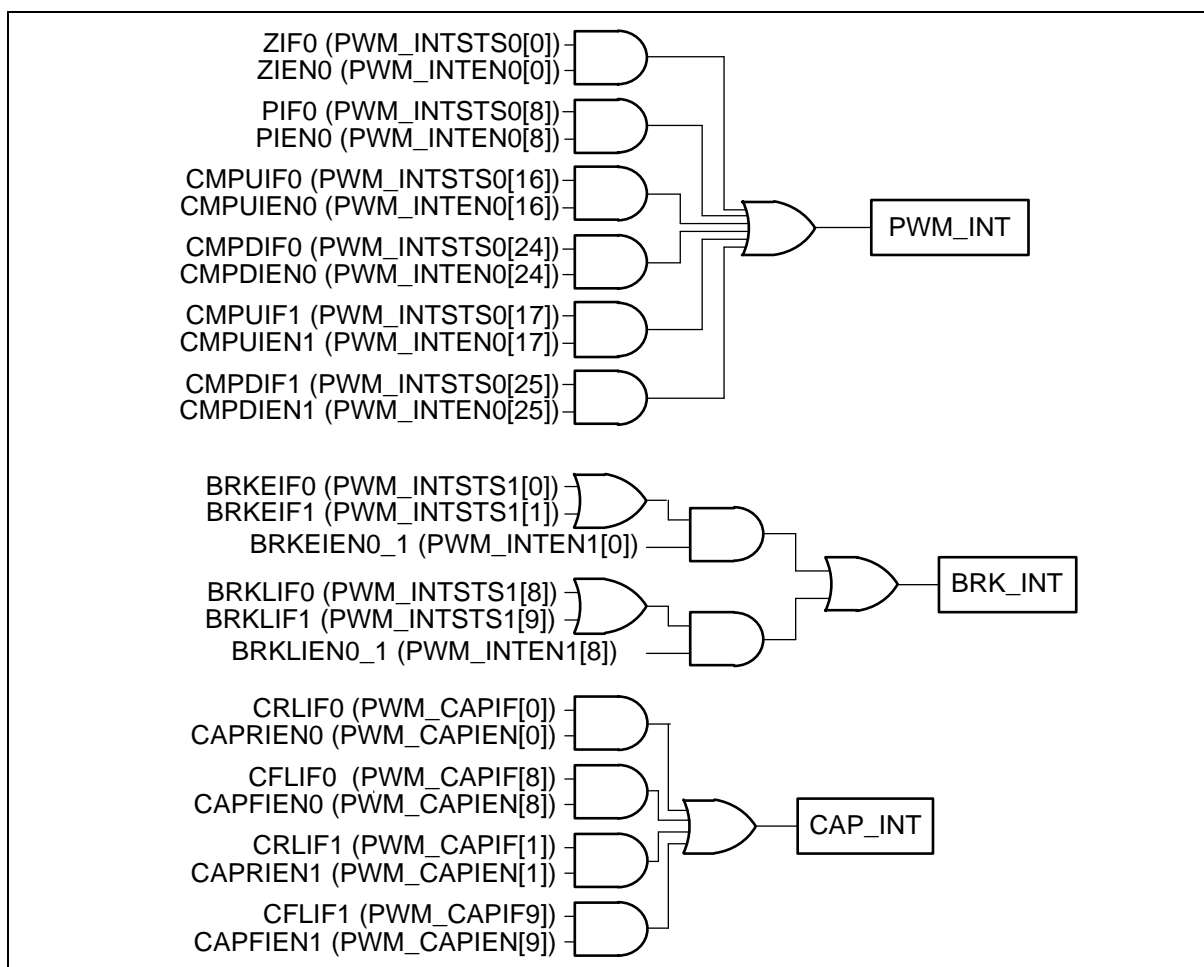 ZIF0 (PWM_INTSTS0[0])
ZIEN0 (PWM_INTEN0[0])
PIF0 (PWM_INTSTS0[8])
PIEN0 (PWM_INTEN0[8])
CMPUIF0 (PWM_INTSTS0[16])
CMPUIEN0 (PWM_INTEN0[16])
PWM_INT
CMPDIF0 (PWM_INTSTS0[24])
CMPDIEN0 (PWM_INTEN0[24])
CMPUIF1 (PWM_INTSTS0[17])
CMPUIEN1 (PWM_INTEN0[17])
CMPDIF1 (PWM_INTSTS0[25])
CMPDIEN1 (PWM_INTEN0[25])
BRKEIF0 (PWM_INTSTS1[0])
BRKEIF1 (PWM_INTSTS1[1])
BRKEIEN0_1 (PWM_INTEN1[0])
BRK_INT
BRKLIF0 (PWM_INTSTS1[8])
BRKLIF1 (PWM_INTSTS1[9])
BRKLIEN0_1 (PWM_INTEN1[8])
CRLIF0 (PWM_CAPIF[0])
CAPRIEN0 (PWM_CAPIEN[0])
CFLIF0 (PWM_CAPIF[8])
CAPFIEN0 (PWM_CAPIEN[8])
CAP_INT
CRLIF1 (PWM_CAPIF[1])
CAPRIEN1 (PWM_CAPIEN[1])
CFLIF1 (PWM_CAPIF9])
CAPFIEN1 (PWM_CAPIEN[9])